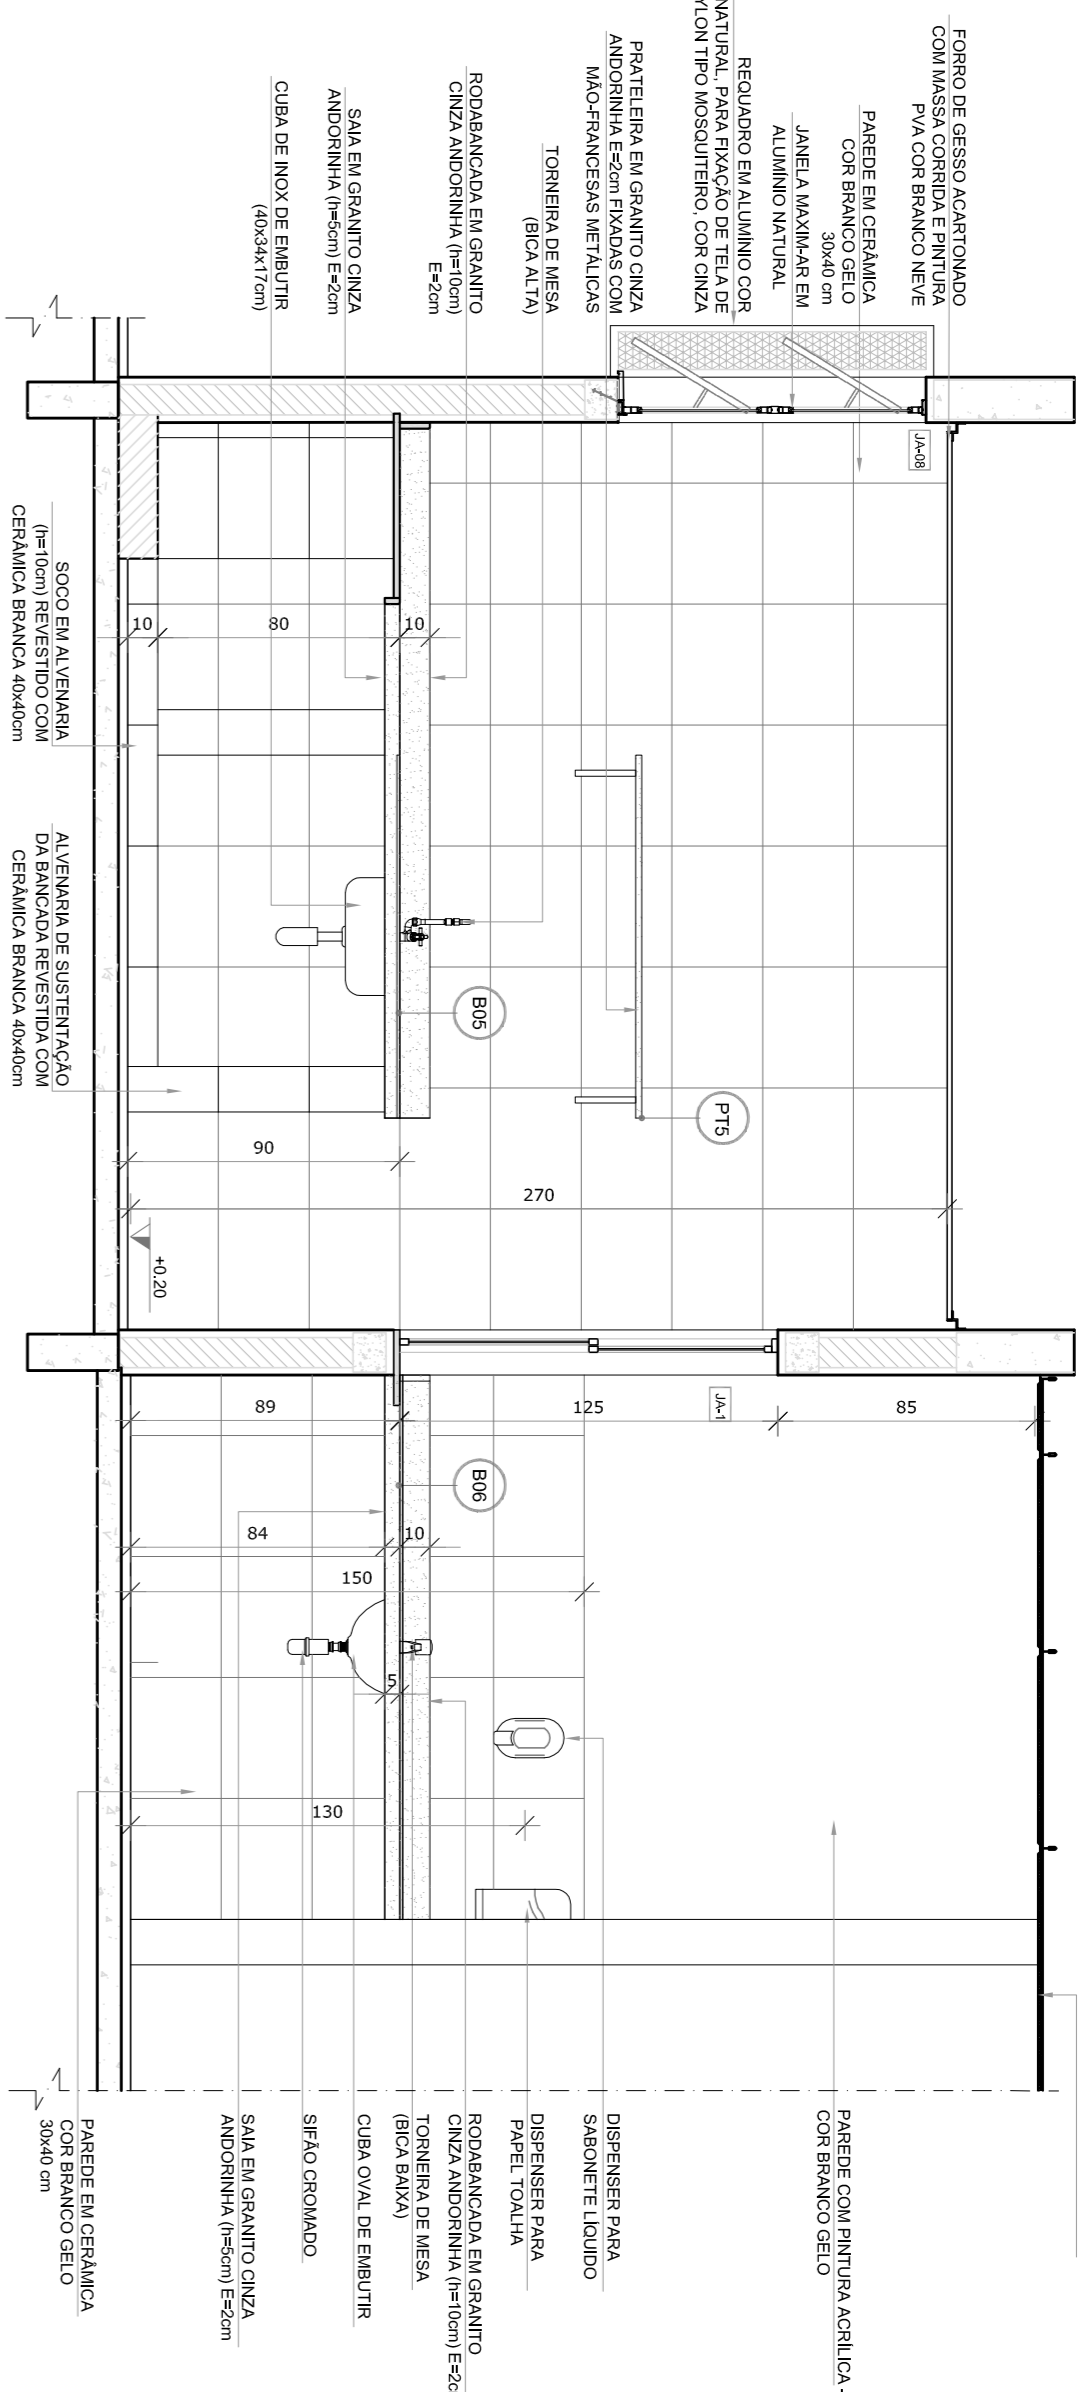 FORRO DE GESSO ACARTONADO
COM MASSA CORRIDA E PINTURA
PVA COR BRANCO NEVE
PAREDE EM CERÂMICA
COR BRANCO GELO
30x40 cm
JANELA MAXIM-AR EM
ALUMÍNIO NATURAL
REQUADRO EM ALUMÍNIO COR
NATURAL, PARA FIXAÇÃO DE TELA DE
YLON TIPO MOSQUITEIRO, COR CINZA
PRATELEIRA EM GRANITO CINZA
ANDORINHA E=2cm FIXADAS COM
MÃO-FRANCESAS METÁLICAS
TORNEIRA DE MESA
(BICA ALTA)
RODABANCADA EM GRANITO
CINZA ANDORINHA (h=10cm)
E=2cm
SAIA EM GRANITO CINZA
ANDORINHA (h=5cm) E=2cm
CUBA DE INOX DE EMBUTIR
(40x34x17cm)
JA-08
10
80
10
B05
PT5
90
270
+0.20
SOCO EM ALVENARIA
(h=10cm) REVESTIDO COM
CERÂMICA BRANCA 40x40cm
ALVENARIA DE SUSTENTAÇÃO
DA BANCADA REVESTIDA COM
CERÂMICA BRANCA 40x40cm
89
125
JA-1
85
B06
84
10
150
5
130
PAREDE COM PINTURA ACRÍLICA -
COR BRANCO GELO
DISPENSER PARA
SABONETE LÍQUIDO
DISPENSER PARA
PAPEL TOALHA
RODABANCADA EM GRANITO
CINZA ANDORINHA (h=10cm) E=2c
TORNEIRA DE MESA
(BICA BAIXA)
CUBA OVAL DE EMBUTIR
SIFÃO CROMADO
SAIA EM GRANITO CINZA
ANDORINHA (h=5cm) E=2cm
PAREDE EM CERÂMICA
COR BRANCO GELO
30x40 cm